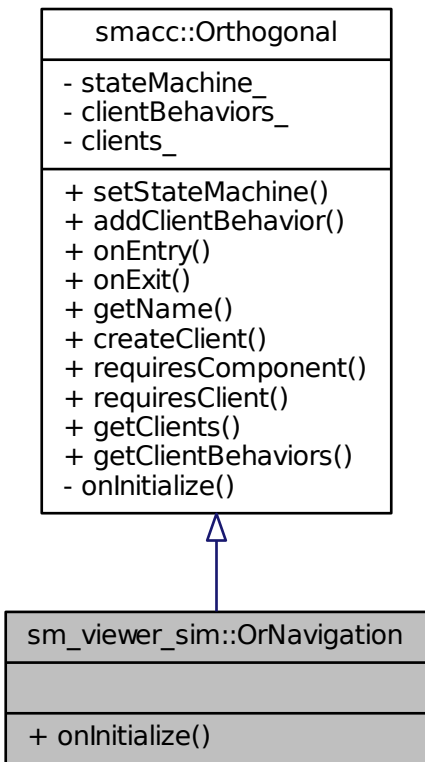 smacc::Orthogonal
- stateMachine_
- clientBehaviors_
- clients_
+ setStateMachine()
+ addClientBehavior()
+ onEntry()
+ onExit()
+ getName()
+ createClient()
+ requiresComponent()
+ requiresClient()
+ getClients()
+ getClientBehaviors()
- onInitialize()
sm_viewer_sim::OrNavigation
+ onInitialize()